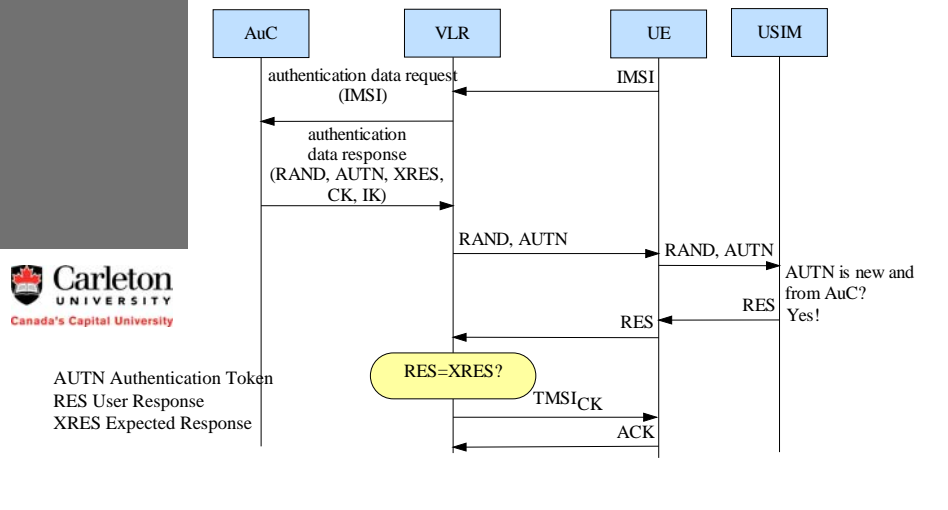 AuC
VLR
UE
USIM
authentication data request
(IMSI)
IMSI
authentication
data response
(RAND, AUTN, XRES,
CK, IK)
RAND, AUTN
RAND, AUTN
AUTN is new and
from AuC?
Yes!
RES
RES
RES=XRES?
TMSICK
ACK
Carleton
UNIVERSITY
Canada's Capital University
AUTN Authentication Token
RES User Response
XRES Expected Response